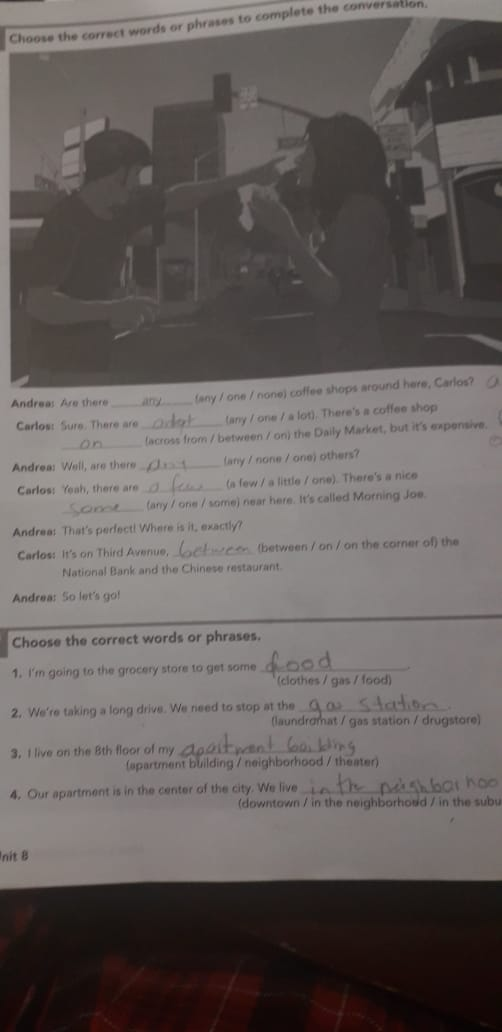 Choose the correct words or phrases to complete the conversation.
Andrea: Are there any (any / one / none) coffee shops around here, Carlos?
Carlos: Sure. There are alot (any / one / a lot). There's a coffee shop
on (across from / between / on) the Daily Market, but it's expensive.
Andrea: Well, are there any (any / none / one) others?
Carlos: Yeah, there are a few (a few / a little / one). There's a nice
some (any / one / some) near here. It's called Morning Joe.
Andrea: That's perfect! Where is it, exactly?
Carlos: It's on Third Avenue, between (between / on / on the corner of) the
National Bank and the Chinese restaurant.
Andrea: So let's go!
Choose the correct words or phrases.
1. I'm going to the grocery store to get some food.
(clothes / gas / food)
2. We're taking a long drive. We need to stop at the gas station.
(laundromat / gas station / drugstore)
3. I live on the 8th floor of my apartment building
(apartment building / neighborhood / theater)
4. Our apartment is in the center of the city. We live in the neighborhoo
(downtown / in the neighborhood / in the subu
nit 8